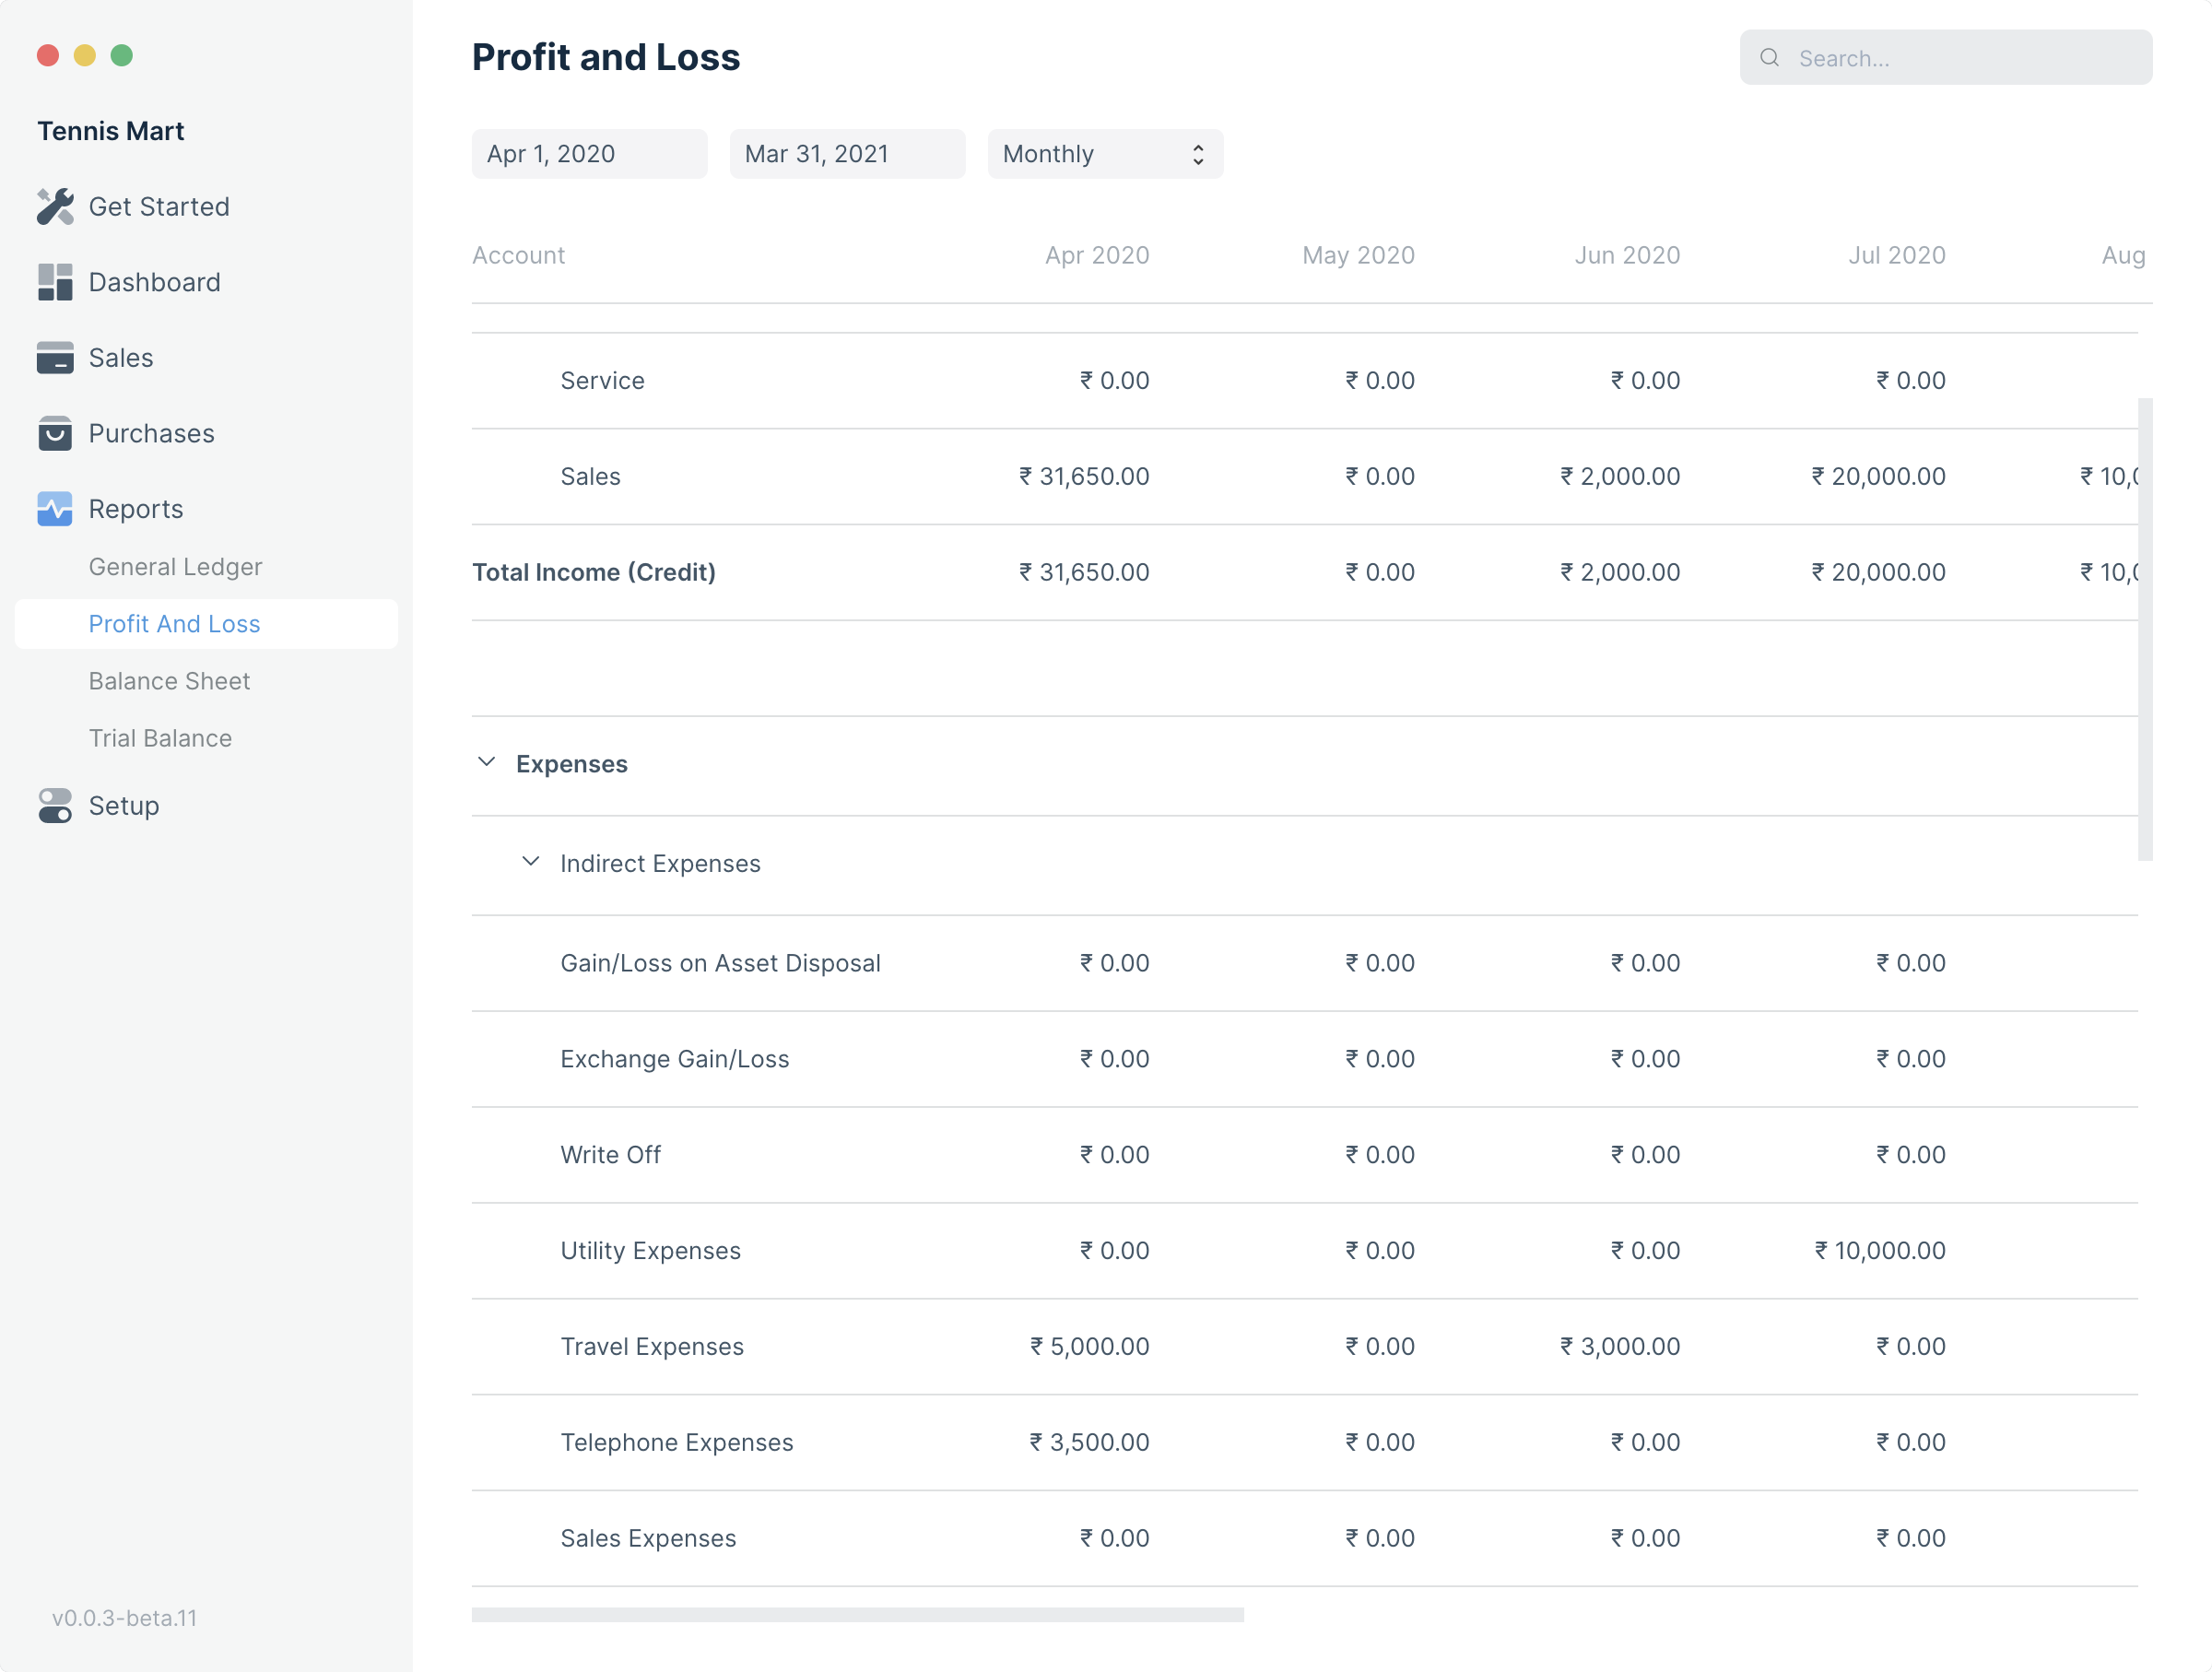 Tennis Mart
Get Started
Dashboard
Sales
Purchases
Reports
General Ledger
Profit And Loss
Balance Sheet
Trial Balance
Setup
v0.0.3-beta.11
Profit and Loss
Search...
Apr 1, 2020 Mar 31, 2021 Monthly
Account Apr 2020 May 2020 Jun 2020 Jul 2020 Aug
Service ₹ 0.00 ₹ 0.00 ₹ 0.00 ₹ 0.00
Sales ₹ 31,650.00 ₹ 0.00 ₹ 2,000.00 ₹ 20,000.00 ₹ 10,
Total Income (Credit) ₹ 31,650.00 ₹ 0.00 ₹ 2,000.00 ₹ 20,000.00 ₹ 10,
Expenses
Indirect Expenses
Gain/Loss on Asset Disposal ₹ 0.00 ₹ 0.00 ₹ 0.00 ₹ 0.00
Exchange Gain/Loss ₹ 0.00 ₹ 0.00 ₹ 0.00 ₹ 0.00
Write Off ₹ 0.00 ₹ 0.00 ₹ 0.00 ₹ 0.00
Utility Expenses ₹ 0.00 ₹ 0.00 ₹ 0.00 ₹ 10,000.00
Travel Expenses ₹ 5,000.00 ₹ 0.00 ₹ 3,000.00 ₹ 0.00
Telephone Expenses ₹ 3,500.00 ₹ 0.00 ₹ 0.00 ₹ 0.00
Sales Expenses ₹ 0.00 ₹ 0.00 ₹ 0.00 ₹ 0.00